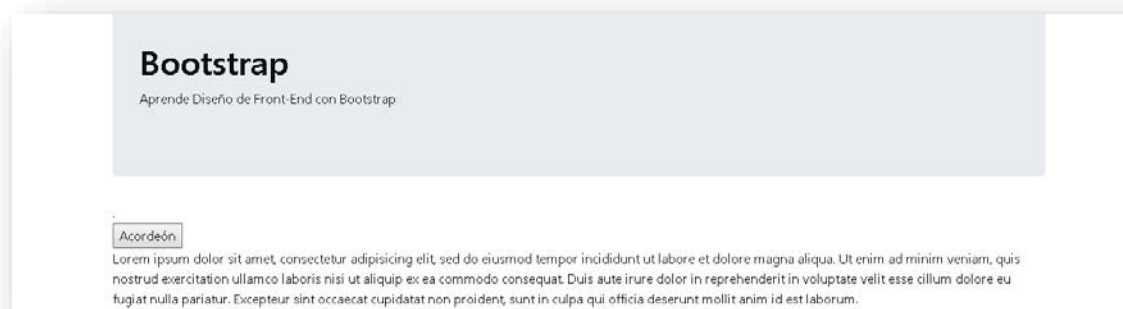 Bootstrap
Aprende Diseño de Front-End con Bootstrap
.
Acordeón
Lorem ipsum dolor sit amet, consectetur adipisicing elit, sed do eiusmod tempor incididunt ut labore et dolore magna aliqua. Ut enim ad minim veniam, quis
nostrud exercitation ullamco laboris nisi ut aliquip ex ea commodo consequat. Duis aute irure dolor in reprehenderit in voluptate velit esse cillum dolore eu
fugiat nulla pariatur. Excepteur sint occaecat cupidatat non proident, sunt in culpa qui officia deserunt mollit anim id est laborum.